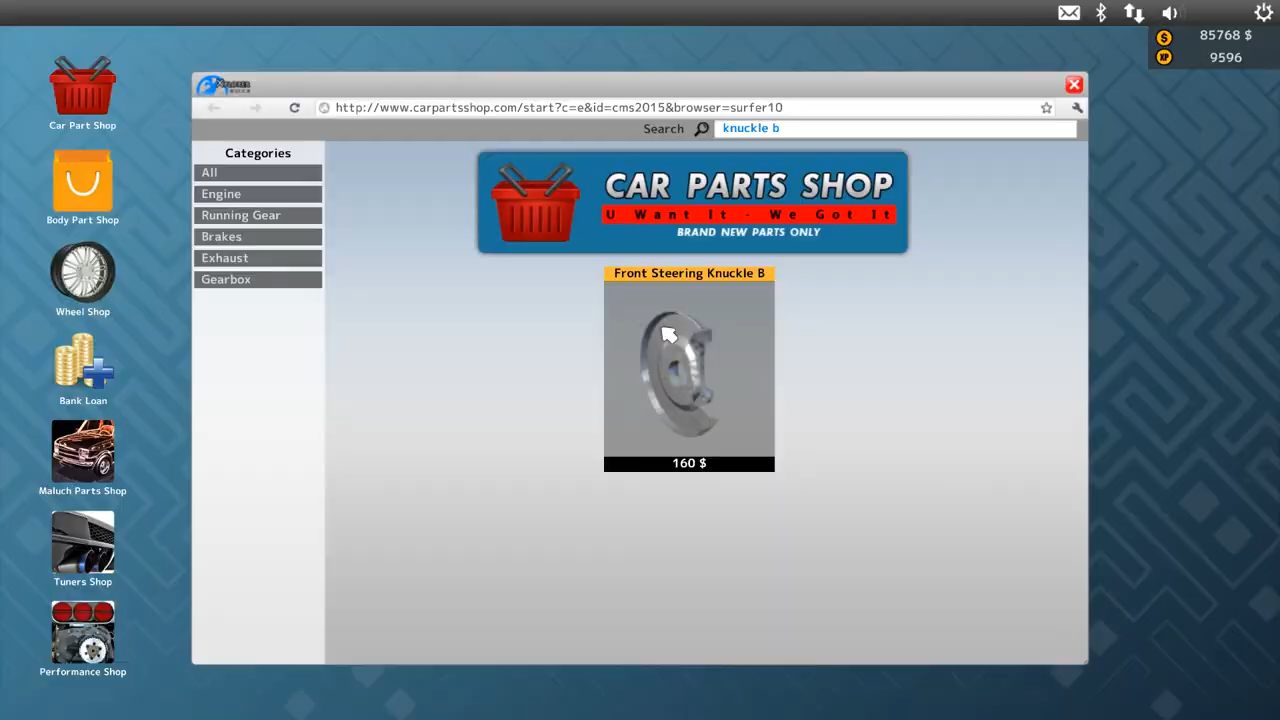 85768 $
XP 9596
Car Part Shop
Body Part Shop
Wheel Shop
Bank Loan
Maluch Parts Shop
Tuners Shop
Performance Shop
http://www.carpartsshop.com/start?c=e&id=cms2015&browser=surfer10
Search knuckle b
Categories
All
Engine
Running Gear
Brakes
Exhaust
Gearbox
CAR PARTS SHOP
U Want It - We Got It
BRAND NEW PARTS ONLY
Front Steering Knuckle B
160 $